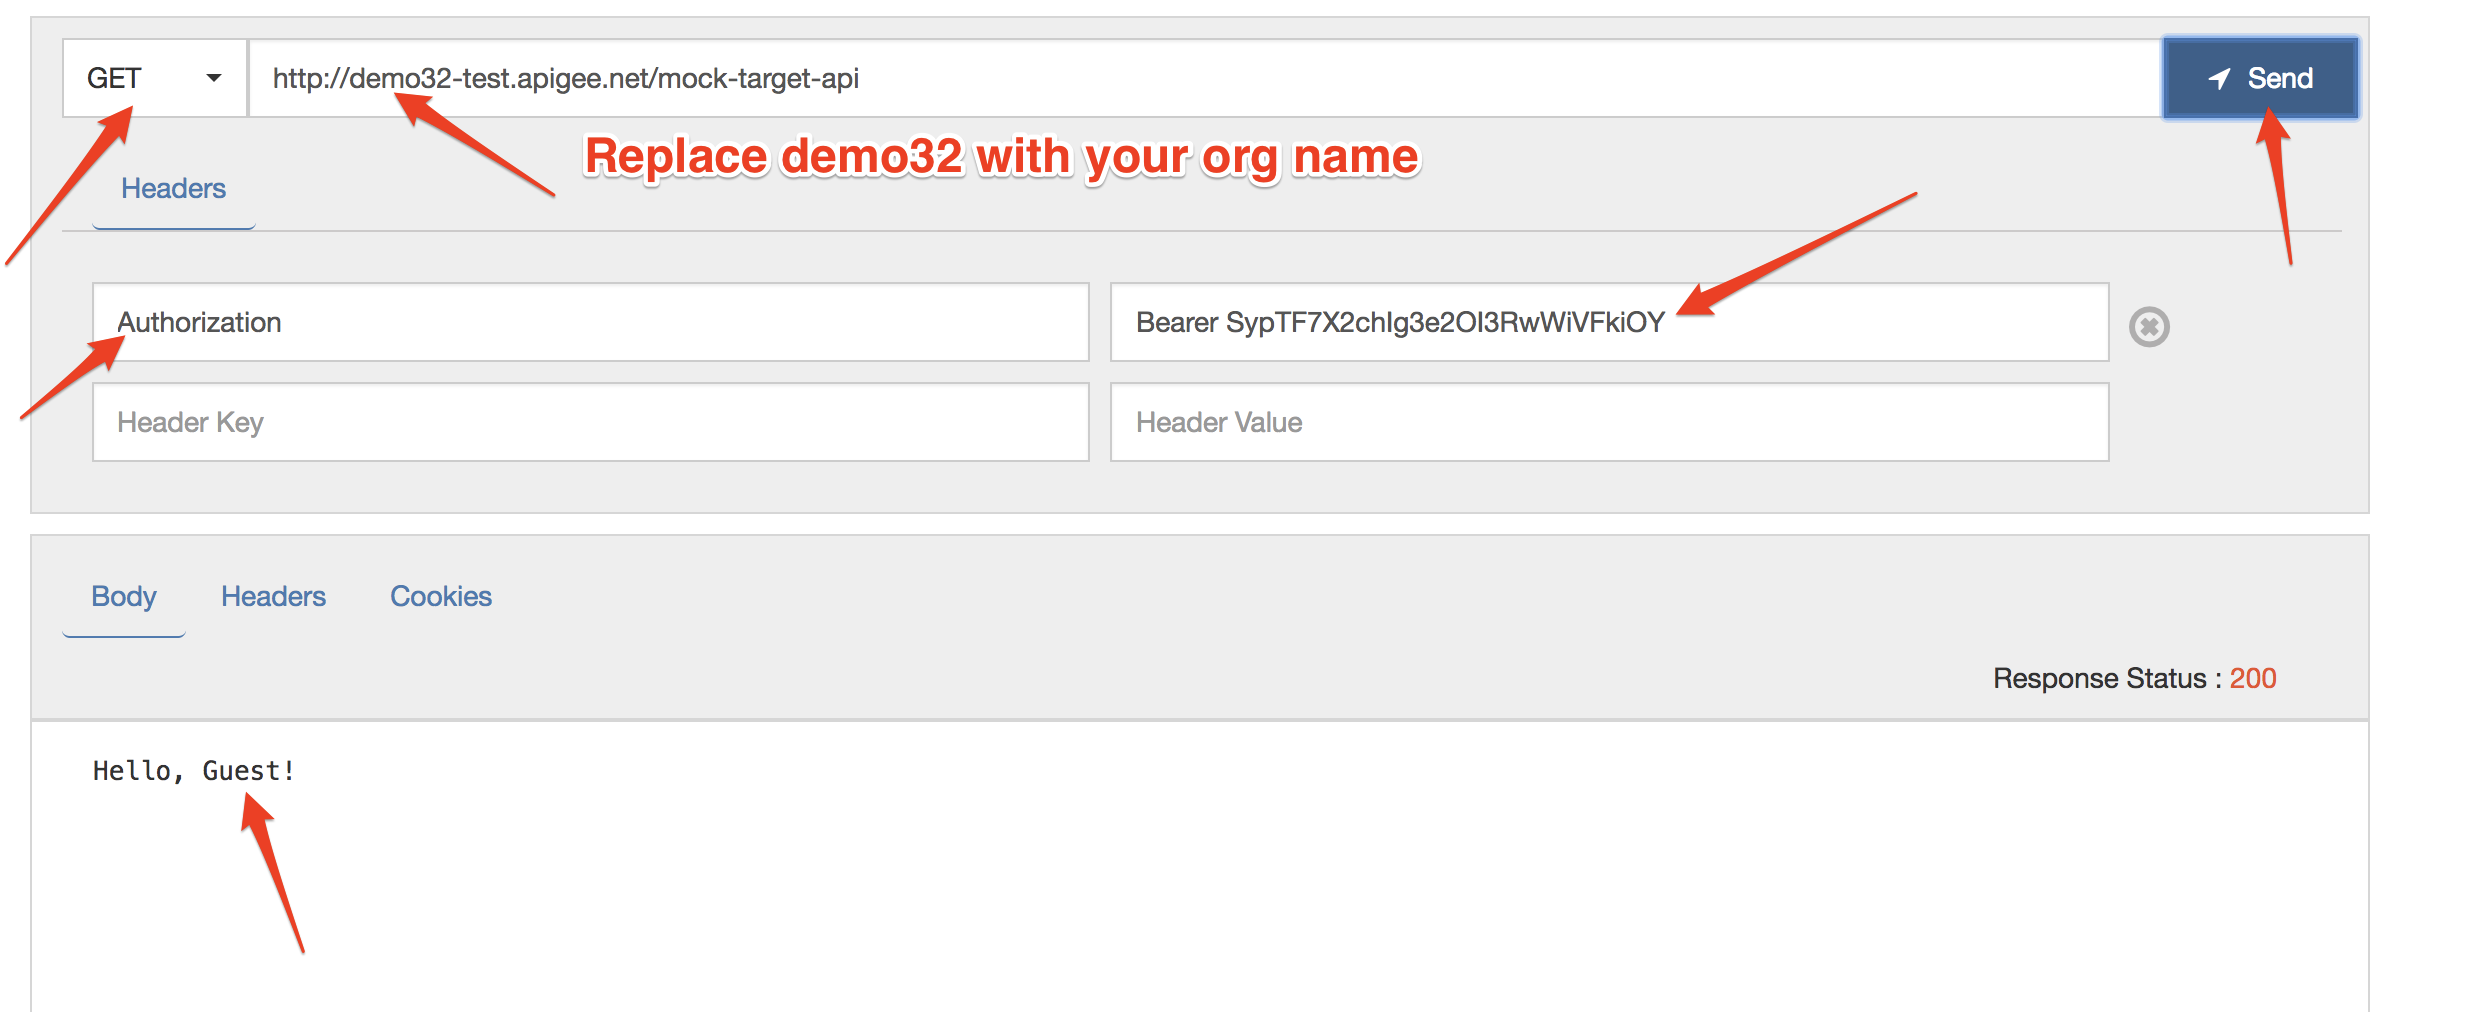 GET
http://demo32-test.apigee.net/mock-target-api
Send
Replace demo32 with your org name
Headers
Authorization
Bearer SypTF7X2chIg3e2OI3RwWiVFkiOY
Header Key
Header Value
Body
Headers
Cookies
Response Status : 200
Hello, Guest!